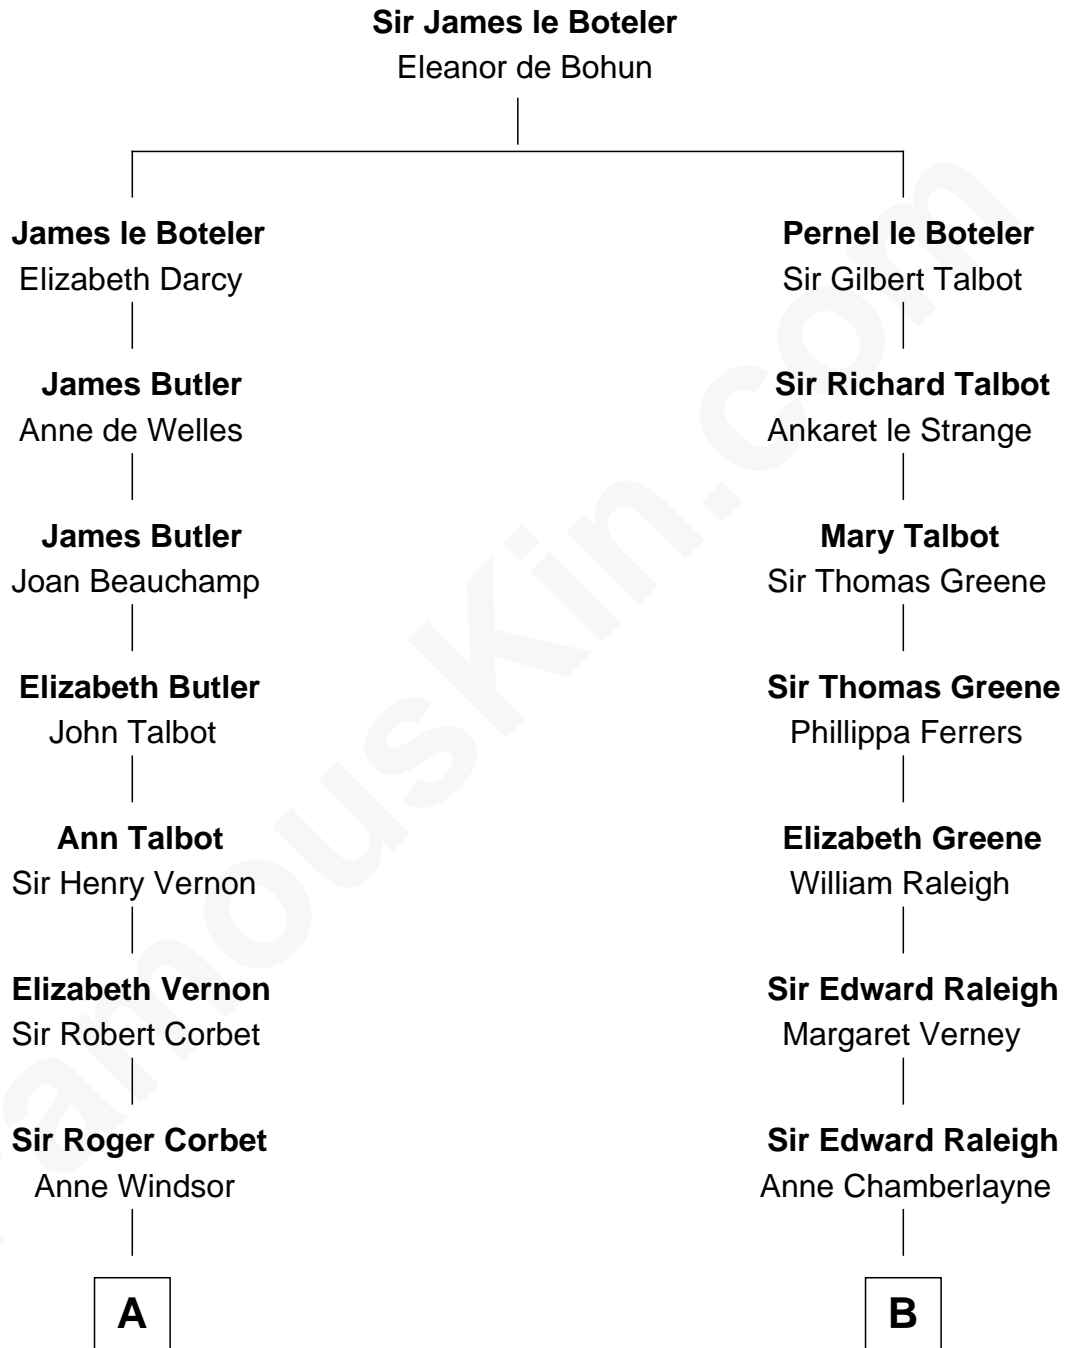 Sir James le Boteler
Eleanor de Bohun
James le Boteler
Elizabeth Darcy
James Butler
Anne de Welles
James Butler
Joan Beauchamp
Elizabeth Butler
John Talbot
Ann Talbot
Sir Henry Vernon
Elizabeth Vernon
Sir Robert Corbet
Sir Roger Corbet
Anne Windsor
A
Pernel le Boteler
Sir Gilbert Talbot
Sir Richard Talbot
Ankaret le Strange
Mary Talbot
Sir Thomas Greene
Sir Thomas Greene
Phillippa Ferrers
Elizabeth Greene
William Raleigh
Sir Edward Raleigh
Margaret Verney
Sir Edward Raleigh
Anne Chamberlayne
B
FamousKin.com